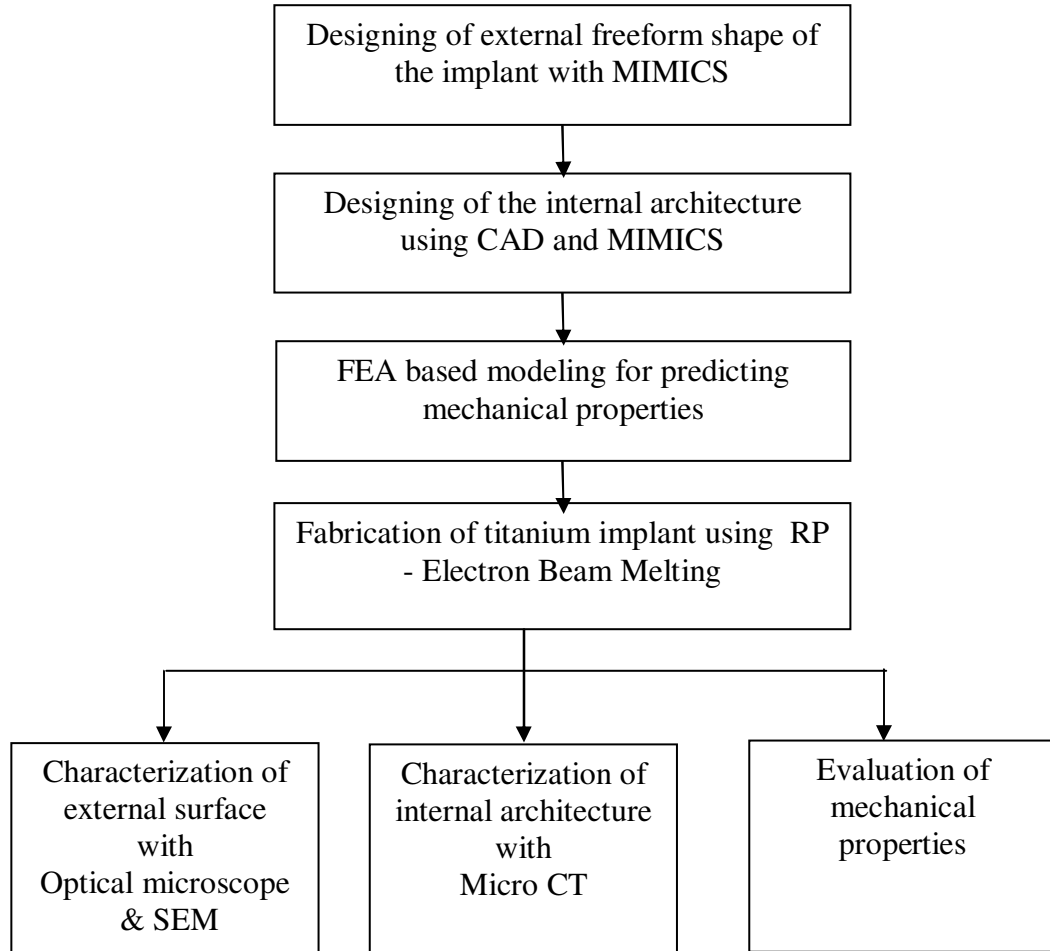 Designing of external freeform shape of
the implant with MIMICS
Designing of the internal architecture
using CAD and MIMICS
FEA based modeling for predicting
mechanical properties
Fabrication of titanium implant using  RP
- Electron Beam Melting
Characterization of
external surface
with
Optical microscope
& SEM
Characterization of
internal architecture
with
Micro CT
Evaluation of
mechanical
properties